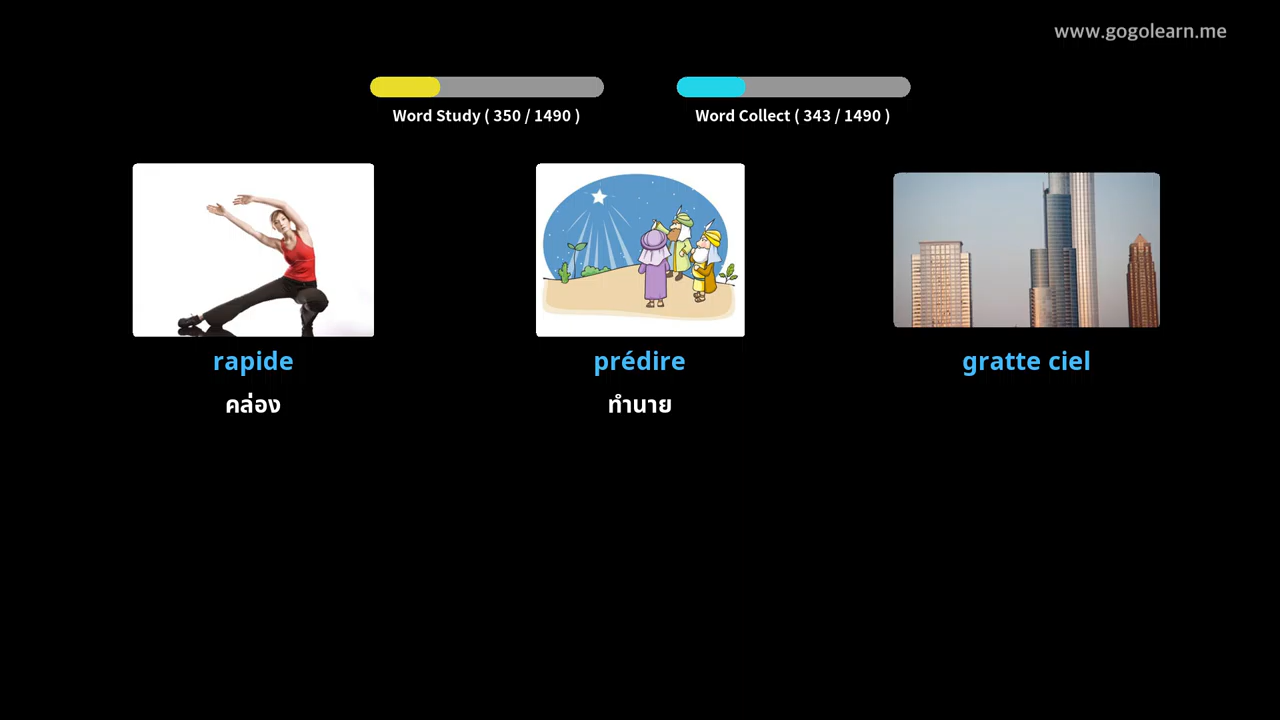 www.gogolearn.me
Word Study ( 350 / 1490 )
Word Collect ( 343 / 1490 )
rapide
prédire
gratte ciel
คล่อง
ทำนาย